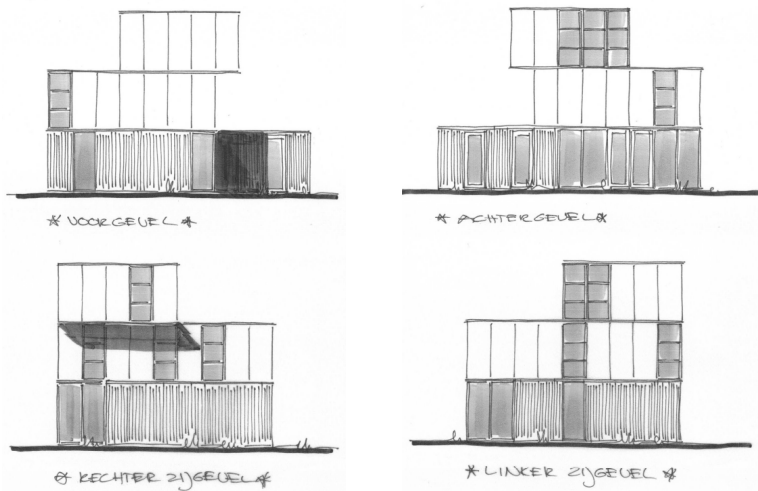 * VOORGEVEL *
* ACHTERGEVEL *
* RECHTER ZIJGEVEL *
* LINKER ZIJGEVEL *